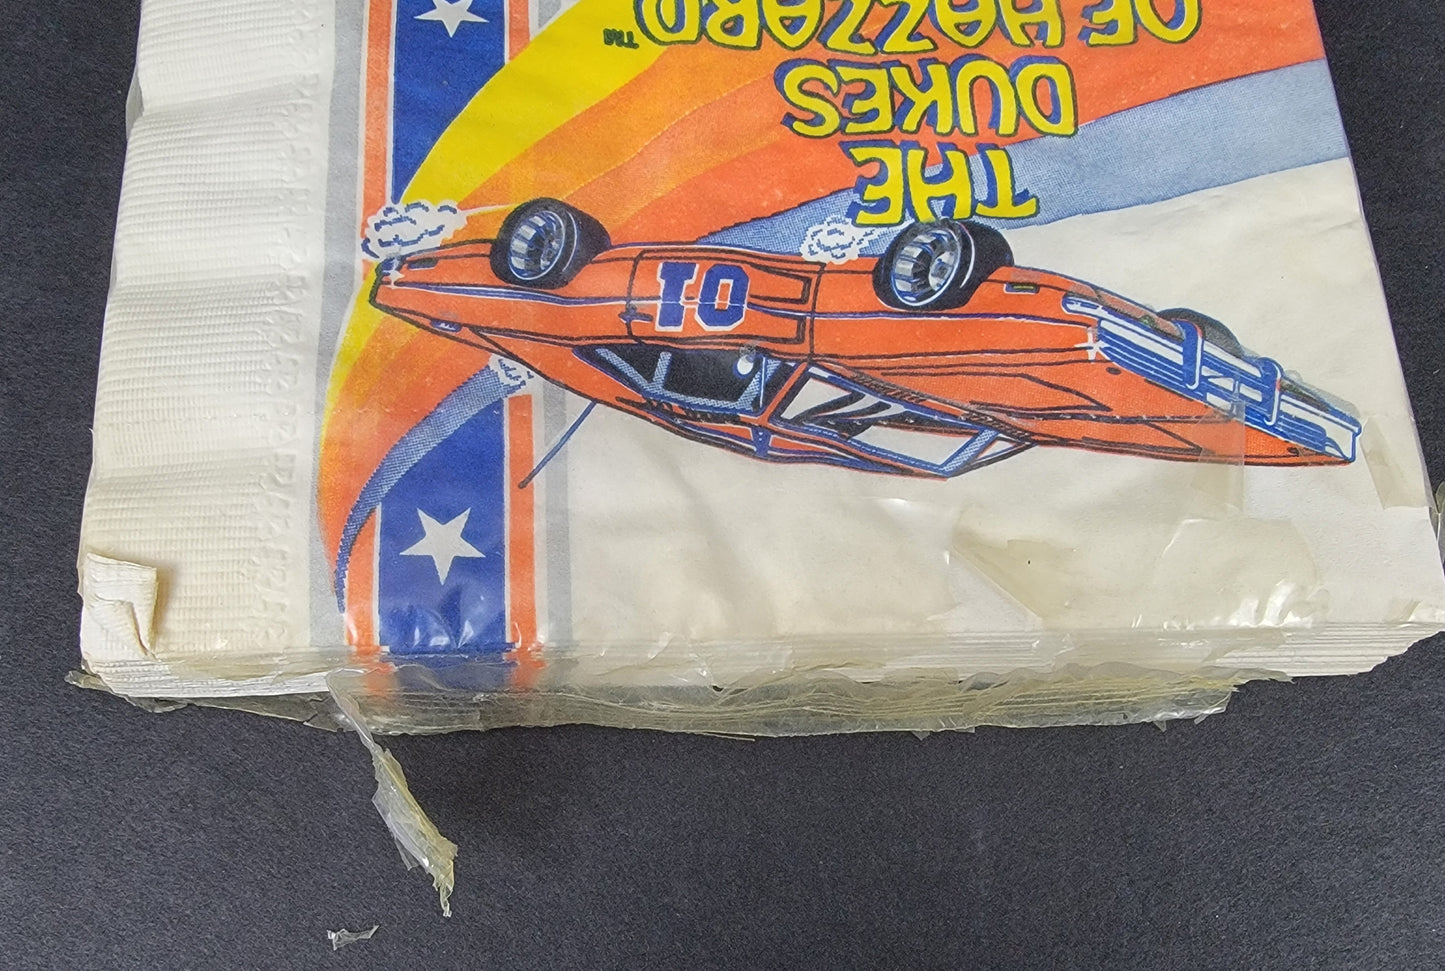 THE
DUKES
OF HAZZARD™
01